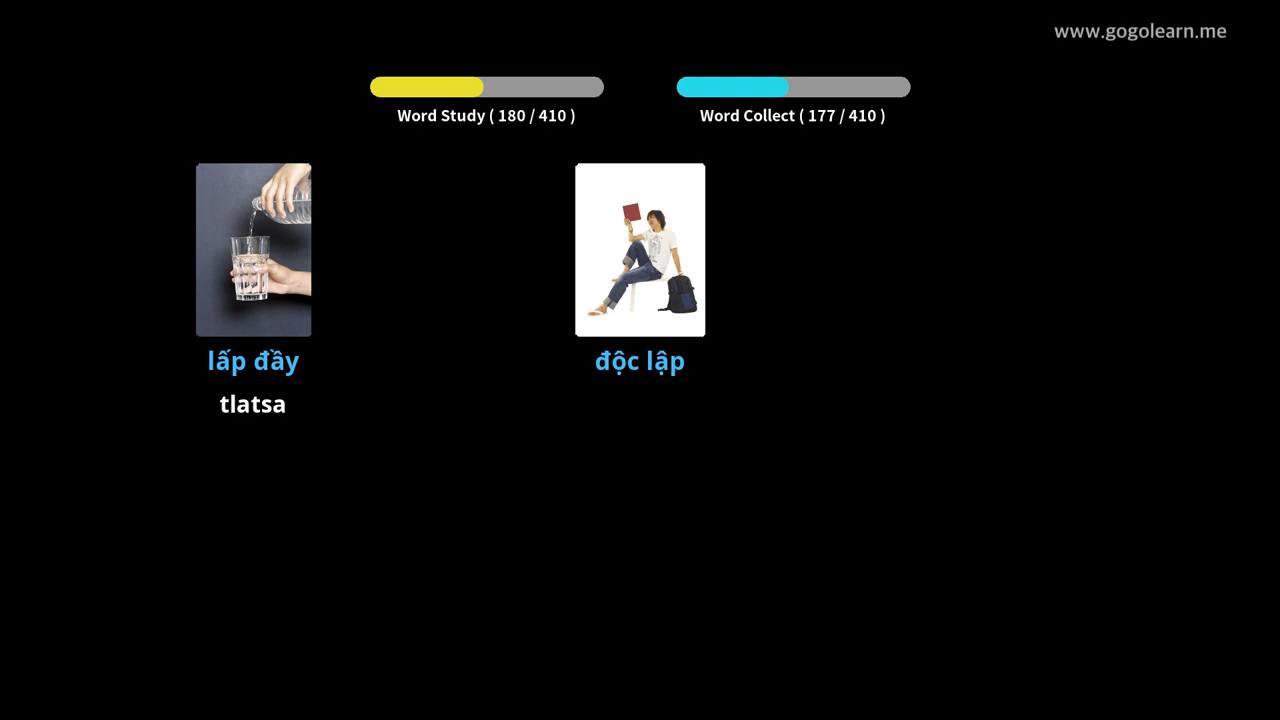 www.gogolearn.me
Word Study ( 180 / 410 )
Word Collect ( 177 / 410 )
lấp đầy
độc lập
tlatsa